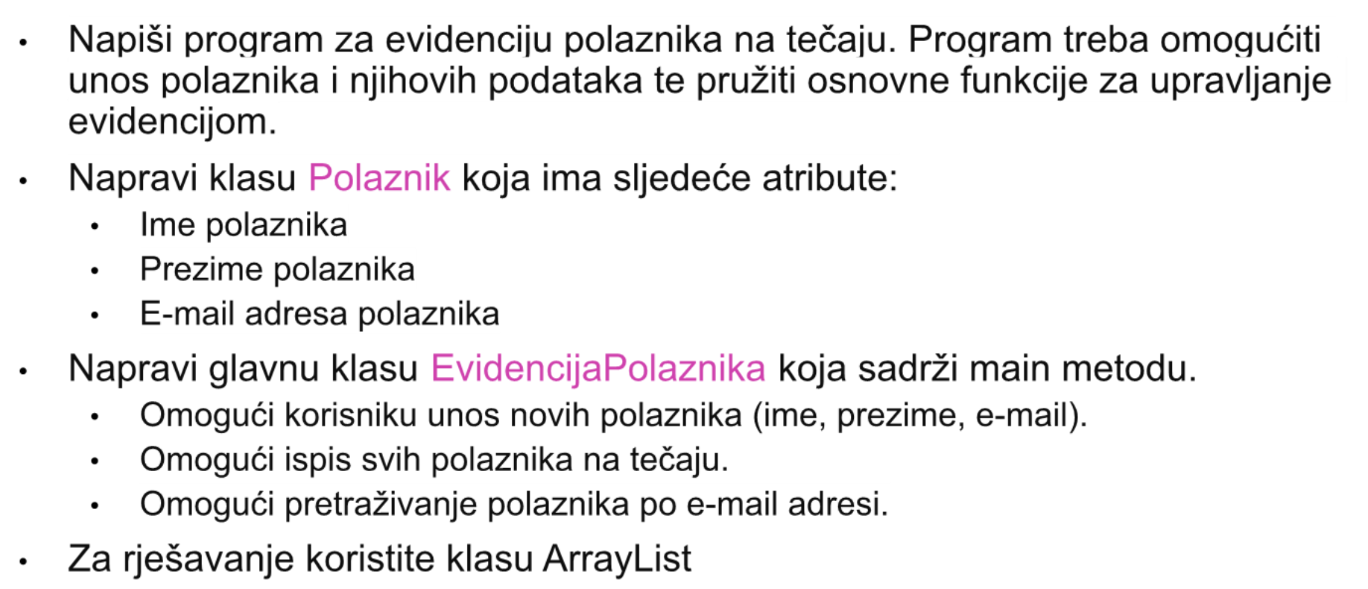 • Napiši program za evidenciju polaznika na tečaju. Program treba omogućiti
unos polaznika i njihovih podataka te pružiti osnovne funkcije za upravljanje
evidencijom.
• Napravi klasu Polaznik koja ima sljedeće atribute:
• Ime polaznika
• Prezime polaznika
• E-mail adresa polaznika
• Napravi glavnu klasu EvidencijaPolaznika koja sadrži main metodu.
• Omogući korisniku unos novih polaznika (ime, prezime, e-mail).
• Omogući ispis svih polaznika na tečaju.
• Omogući pretraživanje polaznika po e-mail adresi.
• Za rješavanje koristite klasu ArrayList